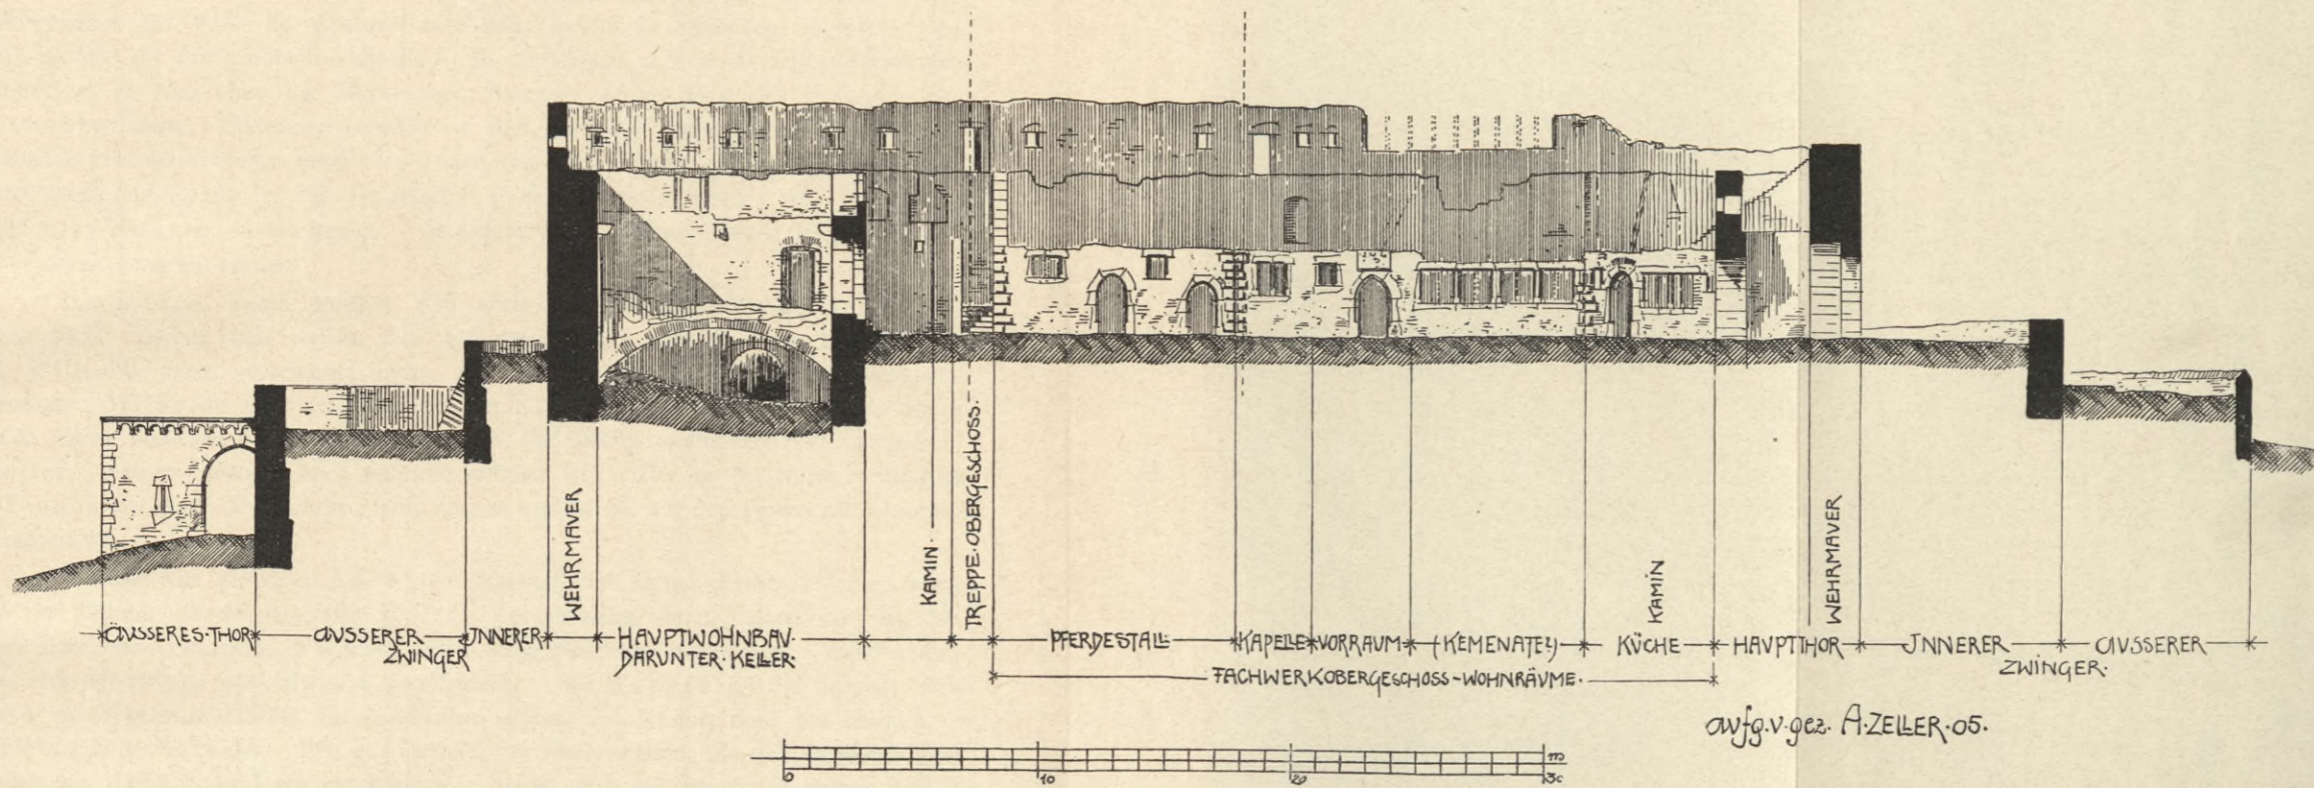 WEHRMAVER
KAMIN.
TREPPE.OBERGESCHOSS.
KAMIN
WEHRMAVER
ÄVSSERES.THOR
AVSSERER
ZWINGER
JNNERER
HAVPTWOHNBAV.
DARVNTER.KELLER.
PFERDESTALL
KAPELLE
VORRAVM
(KEMENATE?)
KÜCHE
HAVPTTHOR
JNNERER
AVSSERER
ZWINGER.
FACHWERKOBERGESCHOSS-WOHNRÄVME.
avfg.v.gez. A.ZELLER.05.
m
0 10 20 30